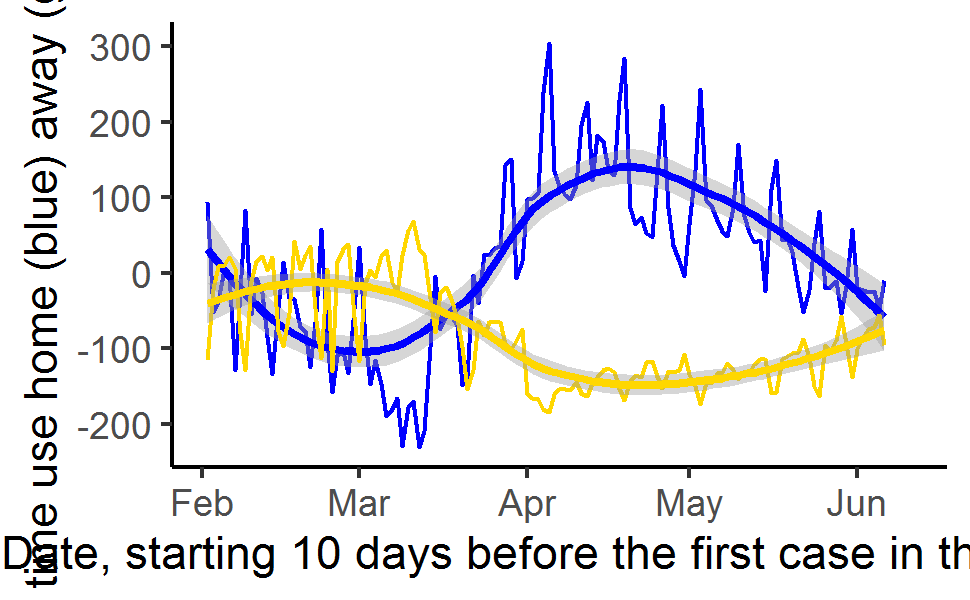 time use home (blue) away (
300
200
100
0
-100
-200
Feb Mar Apr May Jun
Date, starting 10 days before the first case in th